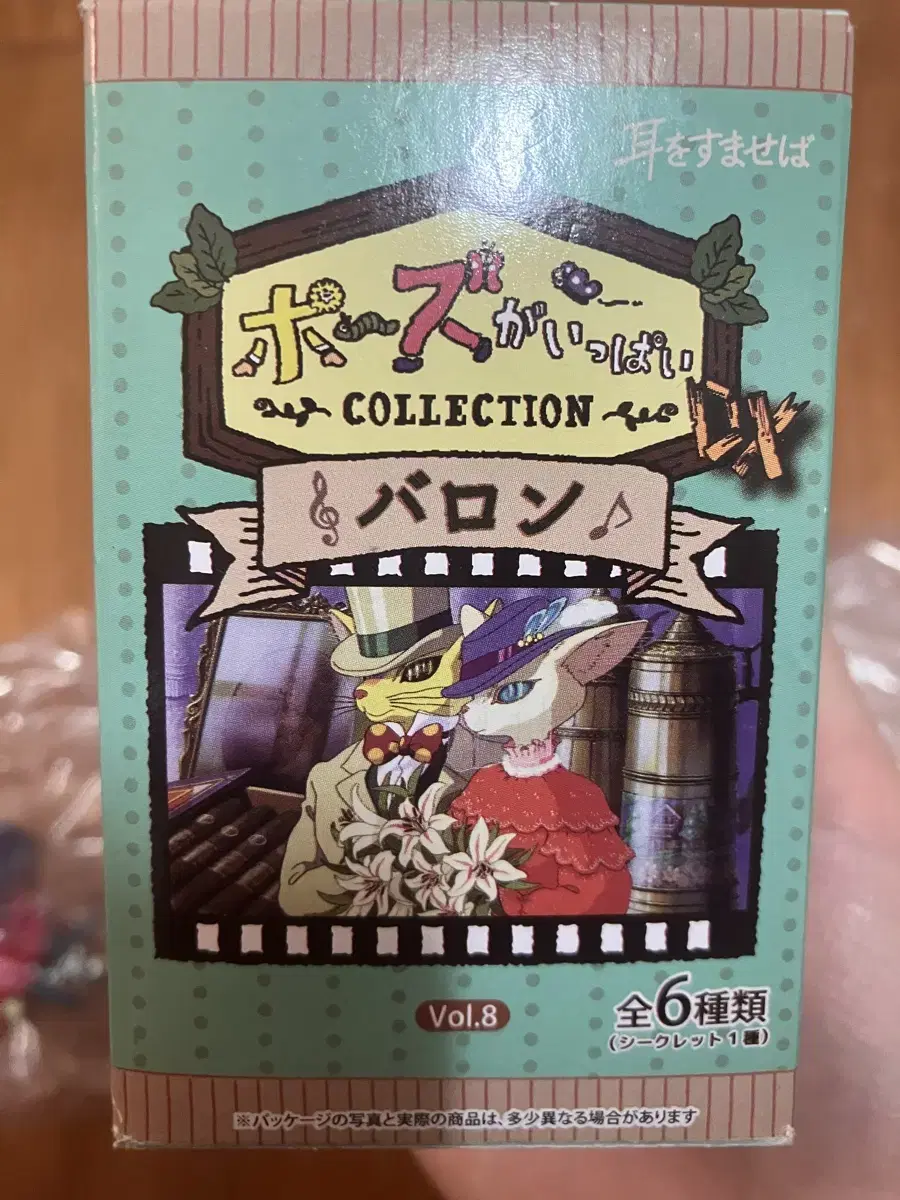 耳をすませば
ポーズがいっぱい
COLLECTION
DX
バロン
Vol.8
全6種類
(シークレット1種)
※パッケージの写真と実際の商品は、多少異なる場合があります